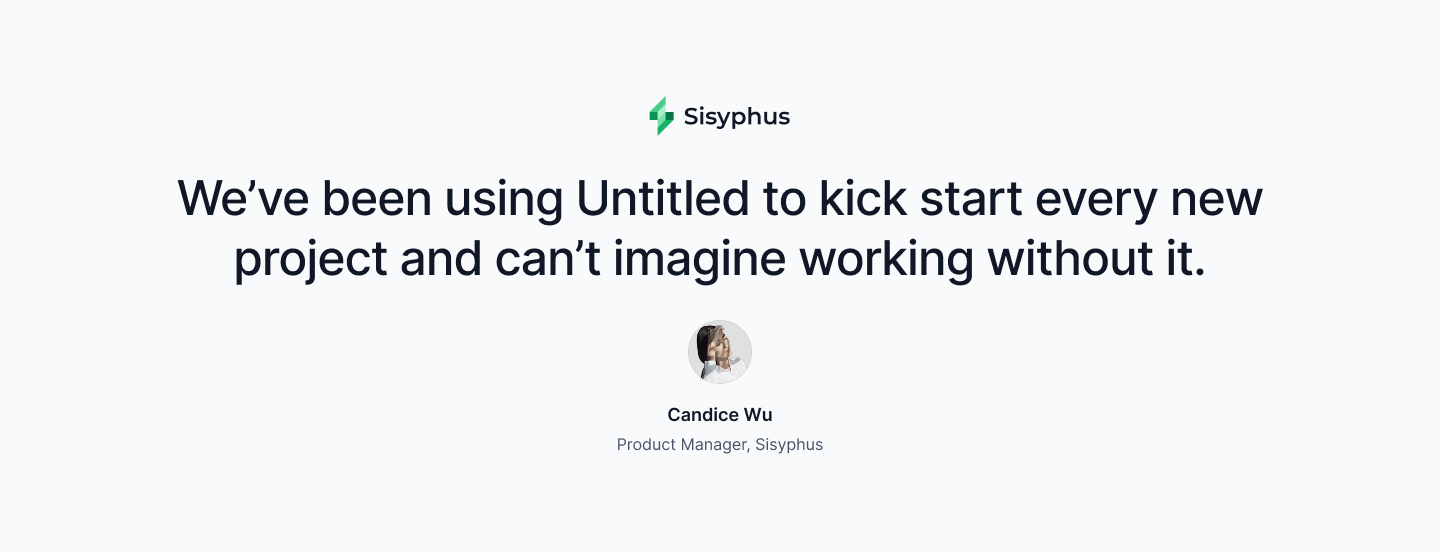 Sisyphus
We’ve been using Untitled to kick start every new
project and can’t imagine working without it.
Candice Wu
Product Manager, Sisyphus